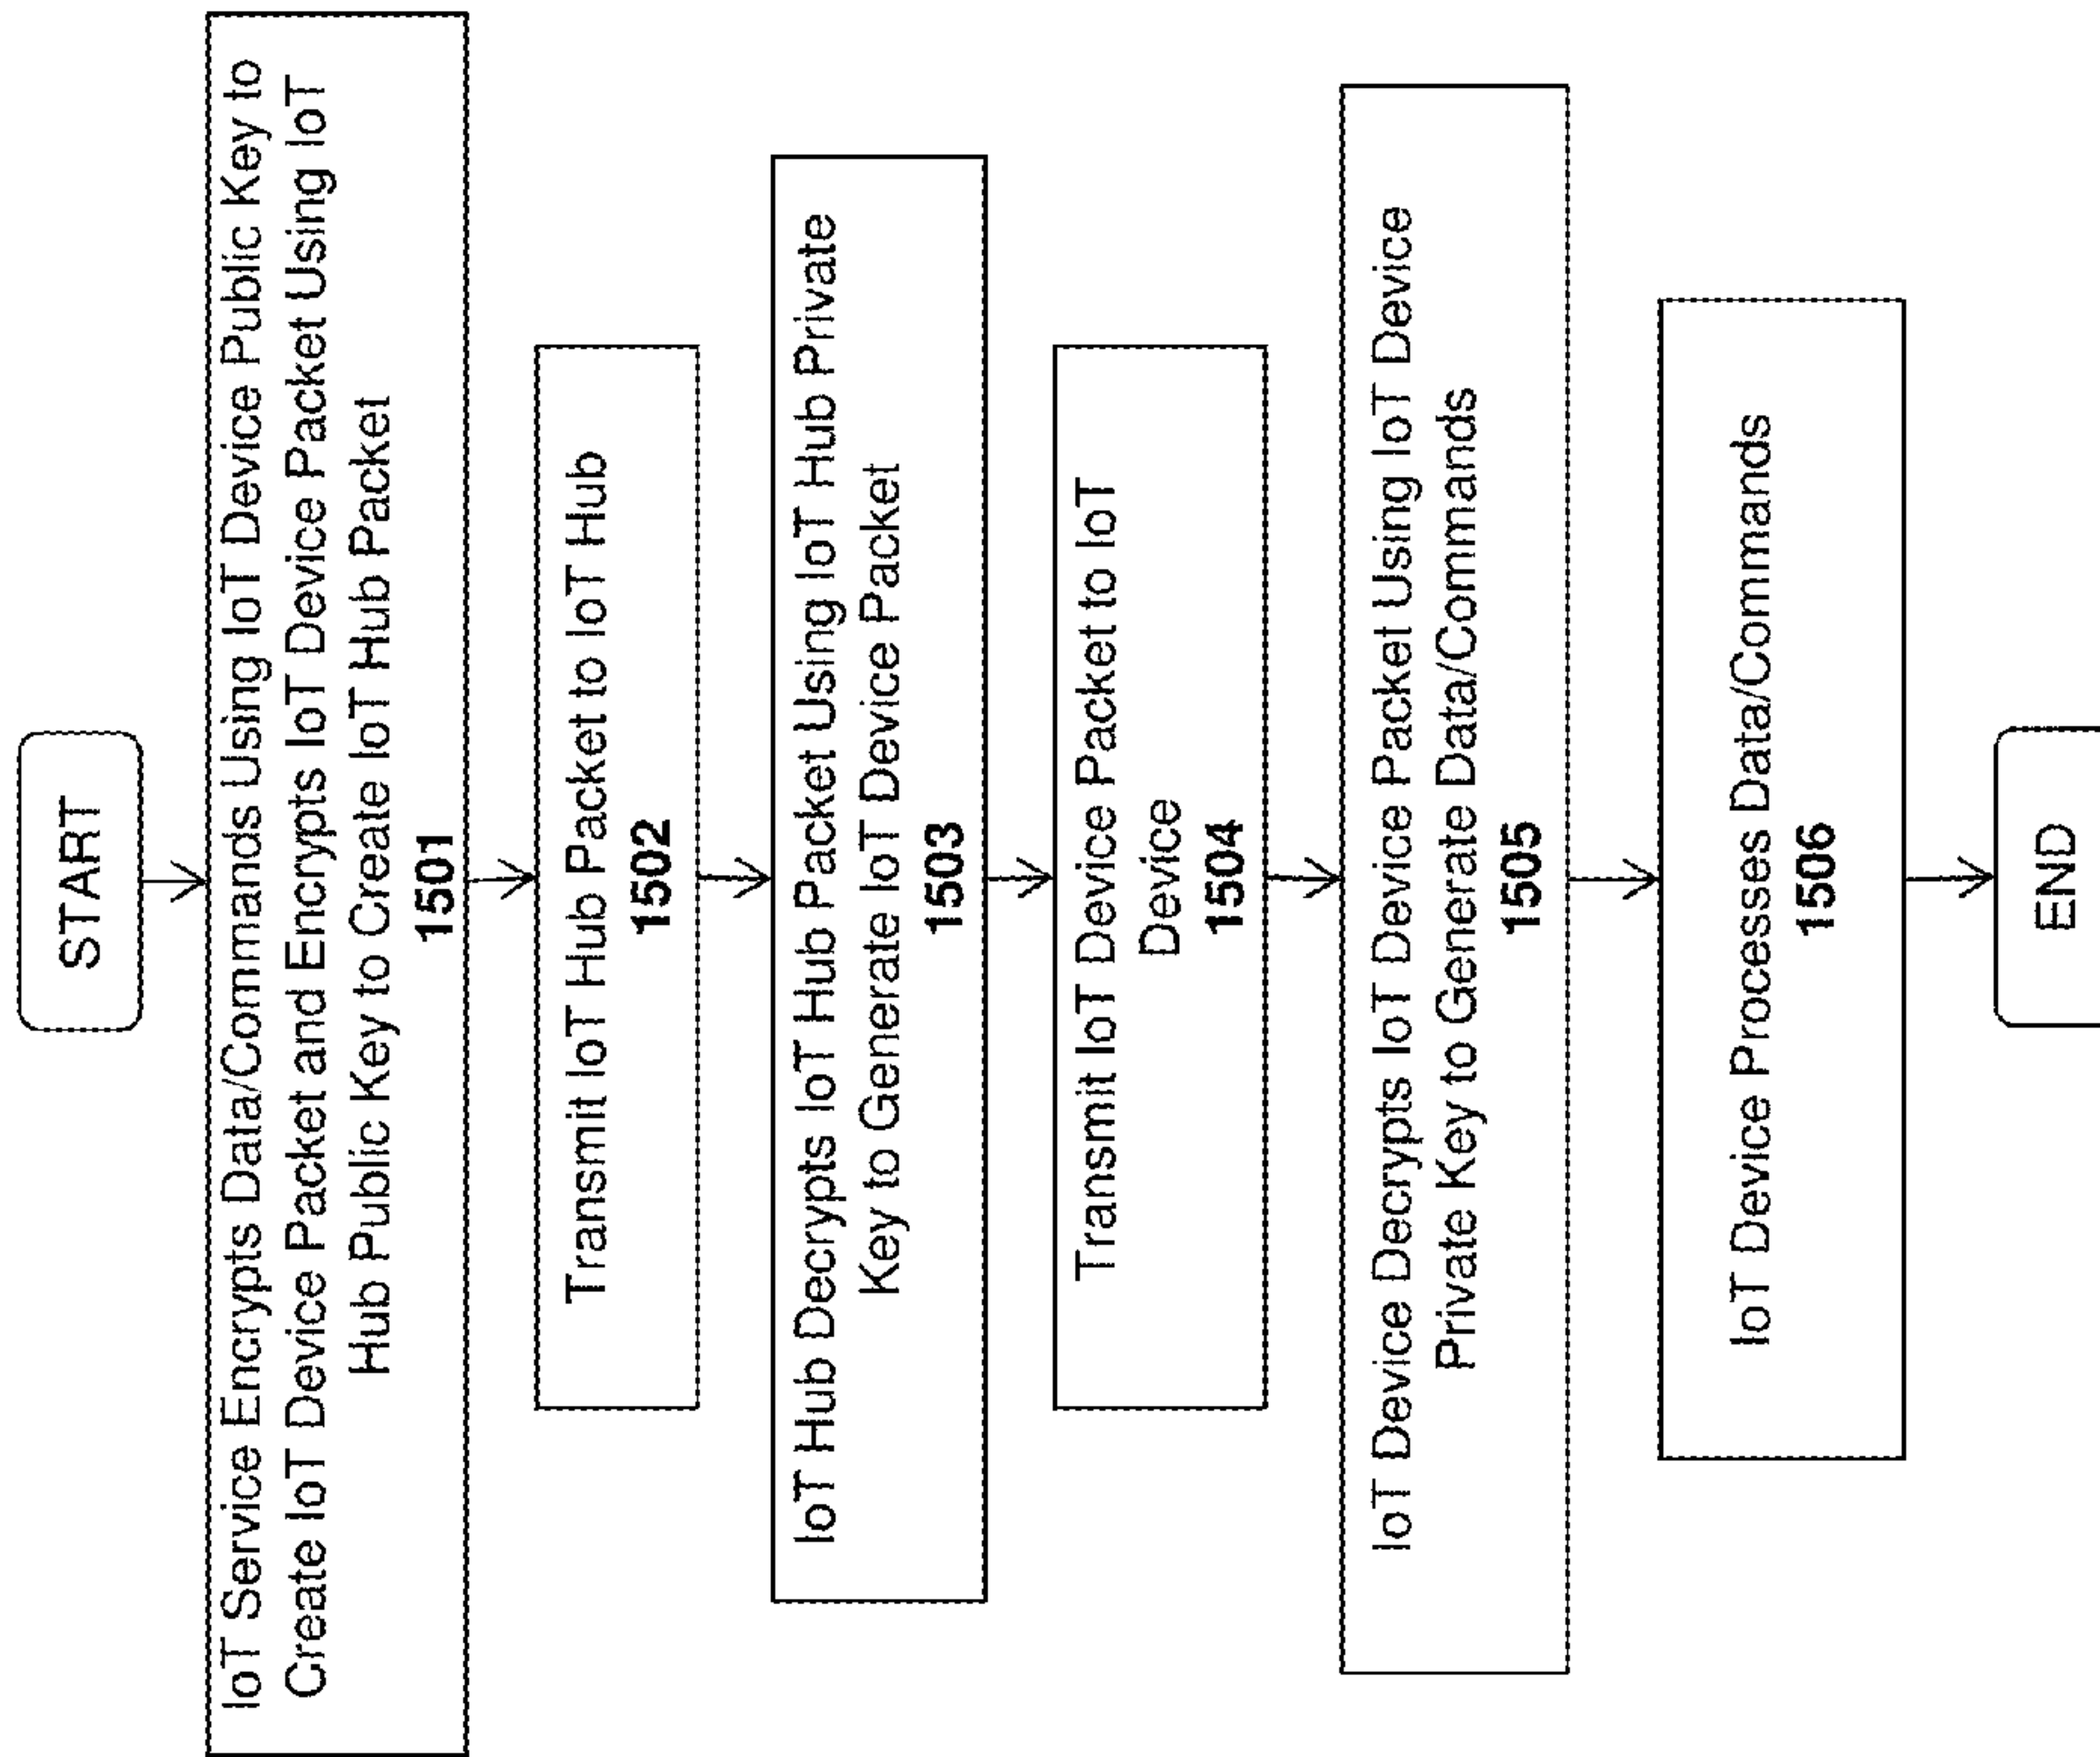 START
IoT Service Encrypts Data/Commands Using IoT Device Public Key to
Create IoT Device Packet and Encrypts IoT Device Packet Using IoT
Hub Public Key to Create IoT Hub Packet
1501
Transmit IoT Hub Packet to IoT Hub
1502
IoT Hub Decrypts IoT Hub Packet Using IoT Hub Private
Key to Generate IoT Device Packet
1503
Transmit IoT Device Packet to IoT
Device
1504
IoT Device Decrypts IoT Device Packet Using IoT Device
Private Key to Generate Data/Commands
1505
IoT Device Processes Data/Commands
1506
END